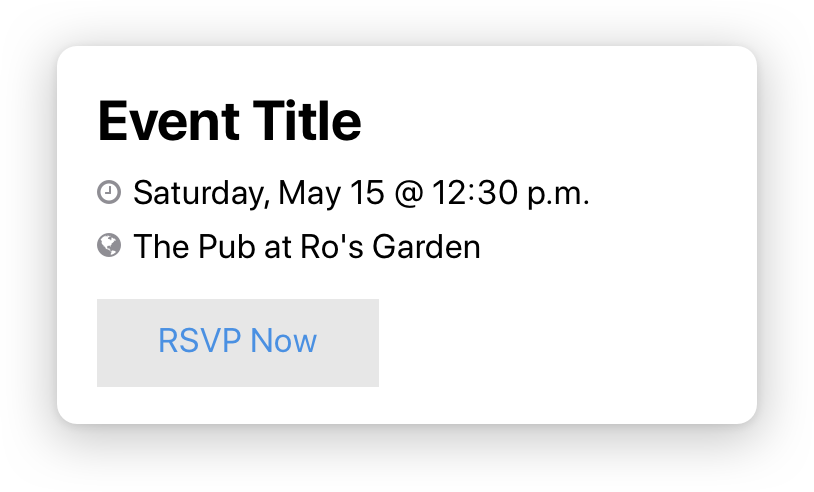 Event Title
Saturday, May 15 @ 12:30 p.m.
The Pub at Ro's Garden
RSVP Now